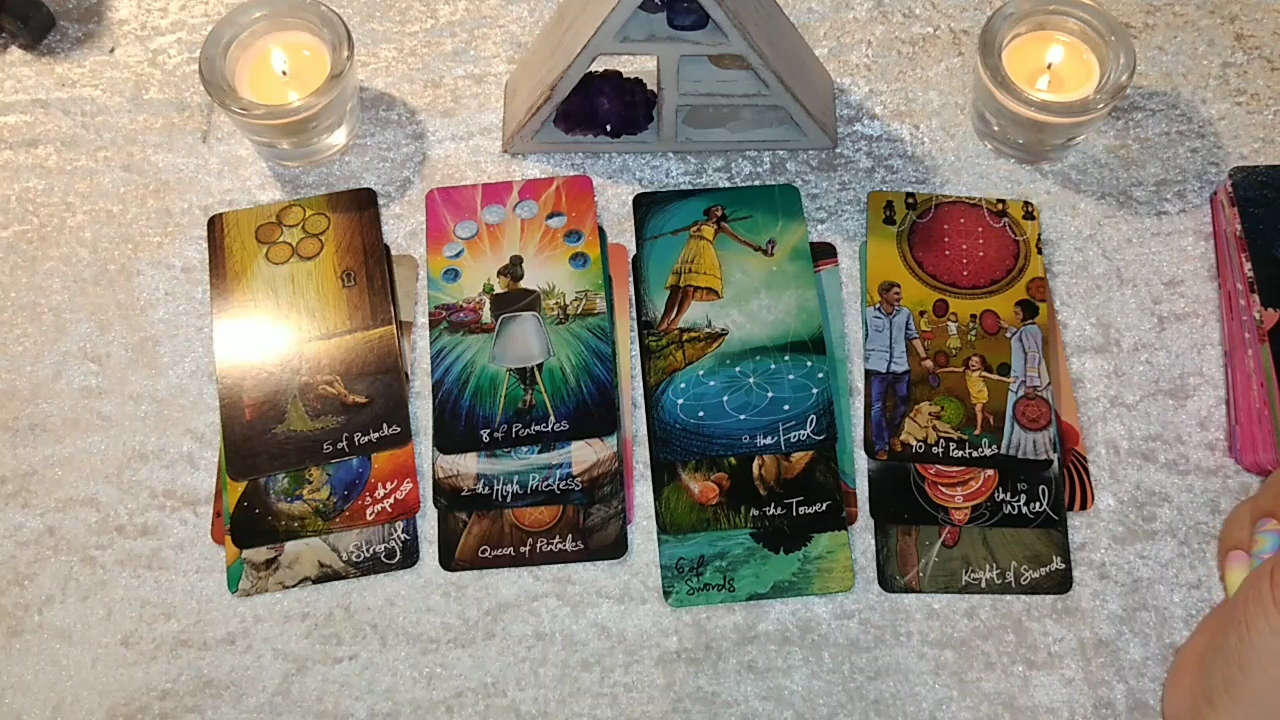 5 of Pentacles
3 the
Empress
8 Strength
8 of Pentacles
2 the High Priestess
Queen of Pentacles
0 the Fool
16 the Tower
6 of
Swords
10 of Pentacles
the 10
Wheel
Knight of Swords